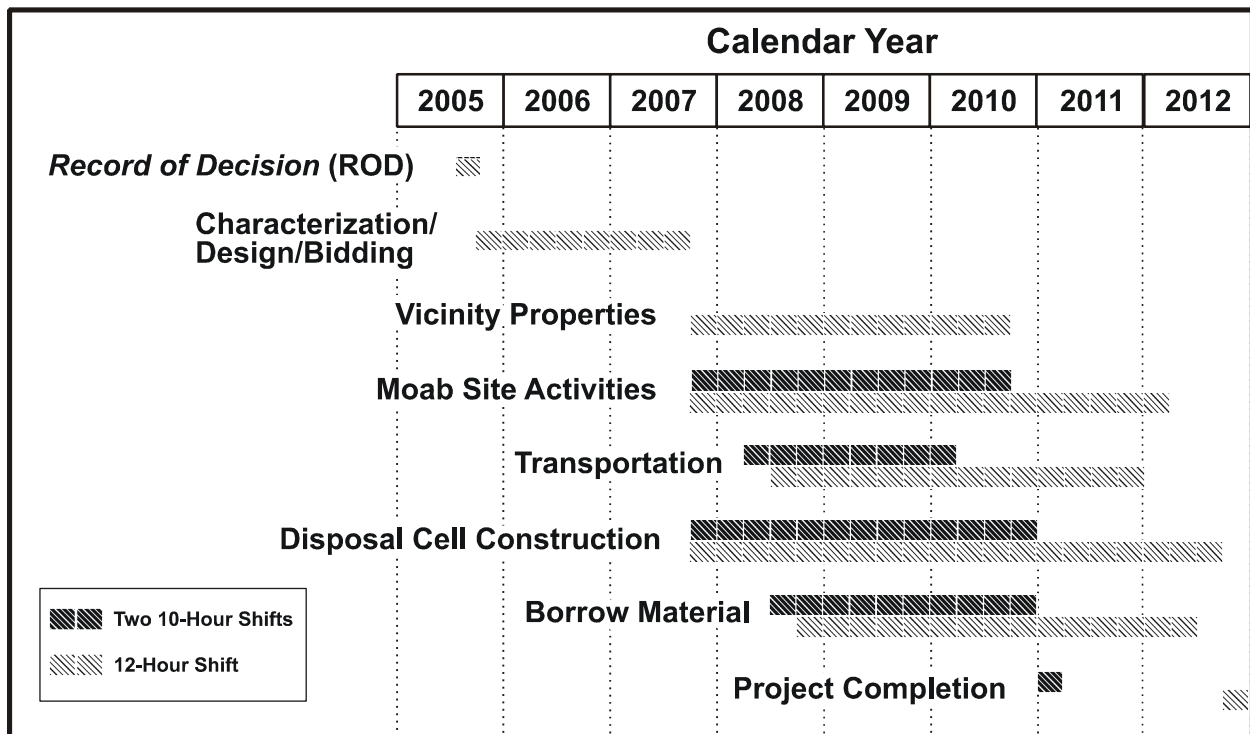 Calendar Year
2005 2006 2007 2008 2009 2010 2011 2012
Record of Decision (ROD)
Characterization/
Design/Bidding
Vicinity Properties
Moab Site Activities
Transportation
Disposal Cell Construction
Borrow Material
Project Completion
Two 10-Hour Shifts
12-Hour Shift